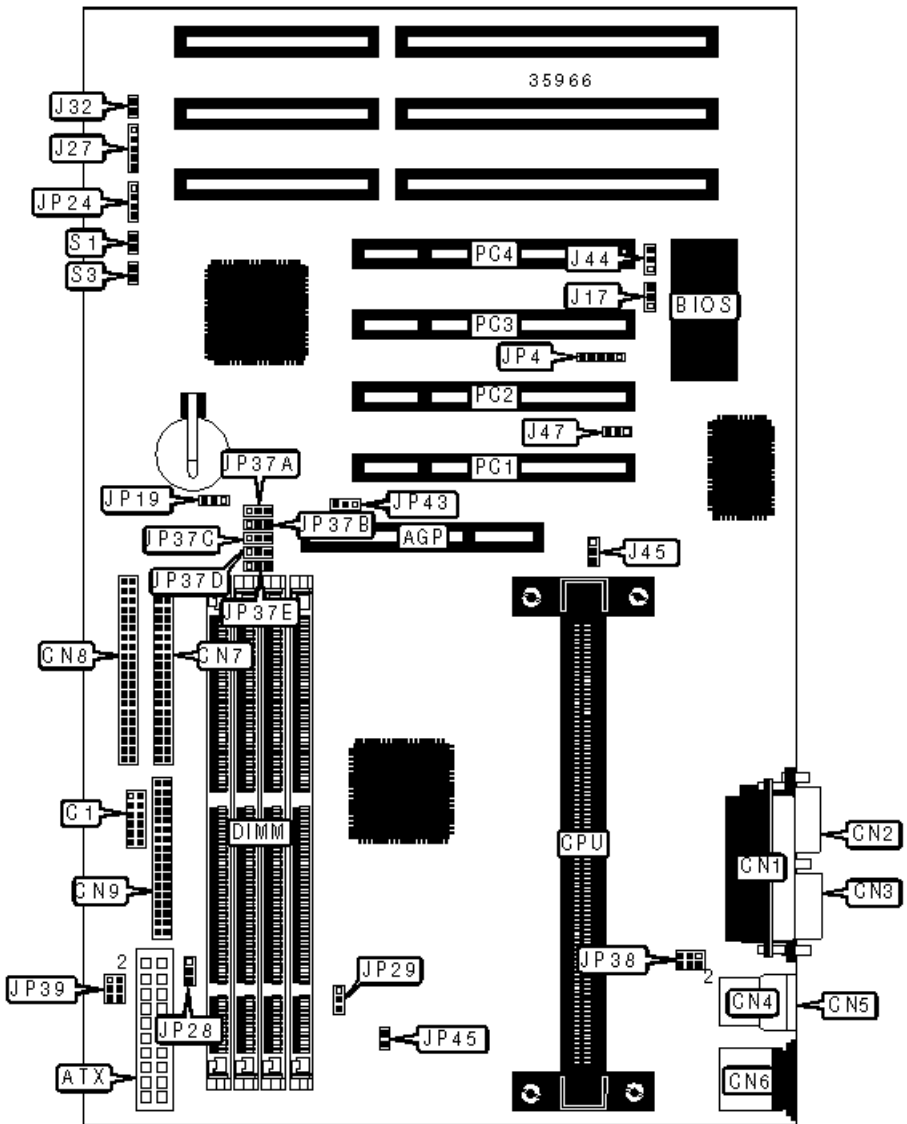 35966
J32
J27
JP24
S1
S3
PC4
J44
J17
BIOS
PC3
JP4
PC2
J47
JP37A
PC1
JP19
JP43
JP37B
JP37C
AGP
J45
JP37D
JP37E
CN8
CN7
C1
DIMM
CPU
CN2
CN1
CN3
CN9
2
JP38
2
JP29
JP39
CN4
CN5
JP28
JP45
ATX
CN6